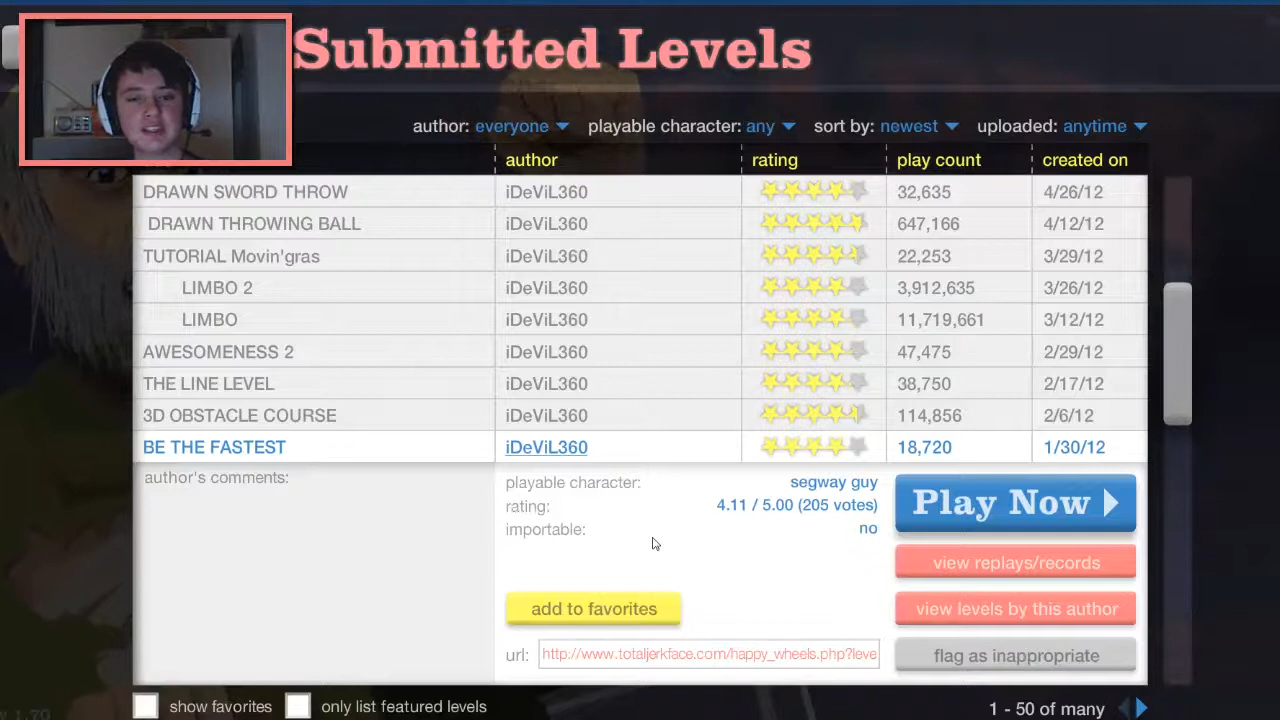 Submitted Levels
author: everyone playable character: any sort by: newest uploaded: anytime
author rating play count created on
DRAWN SWORD THROW iDeViL360 32,635 4/26/12
DRAWN THROWING BALL iDeViL360 647,166 4/12/12
TUTORIAL Movin'gras iDeViL360 22,253 3/29/12
LIMBO 2 iDeViL360 3,912,635 3/26/12
LIMBO iDeViL360 11,719,661 3/12/12
AWESOMENESS 2 iDeViL360 47,475 2/29/12
THE LINE LEVEL iDeViL360 38,750 2/17/12
3D OBSTACLE COURSE iDeViL360 114,856 2/6/12
BE THE FASTEST iDeViL360 18,720 1/30/12
author's comments: playable character: segway guy
rating: 4.11 / 5.00 (205 votes)
importable: no
Play Now
view replays/records
add to favorites view levels by this author
url: http://www.totaljerkface.com/happy_wheels.php?leve flag as inappropriate
show favorites only list featured levels 1 - 50 of many